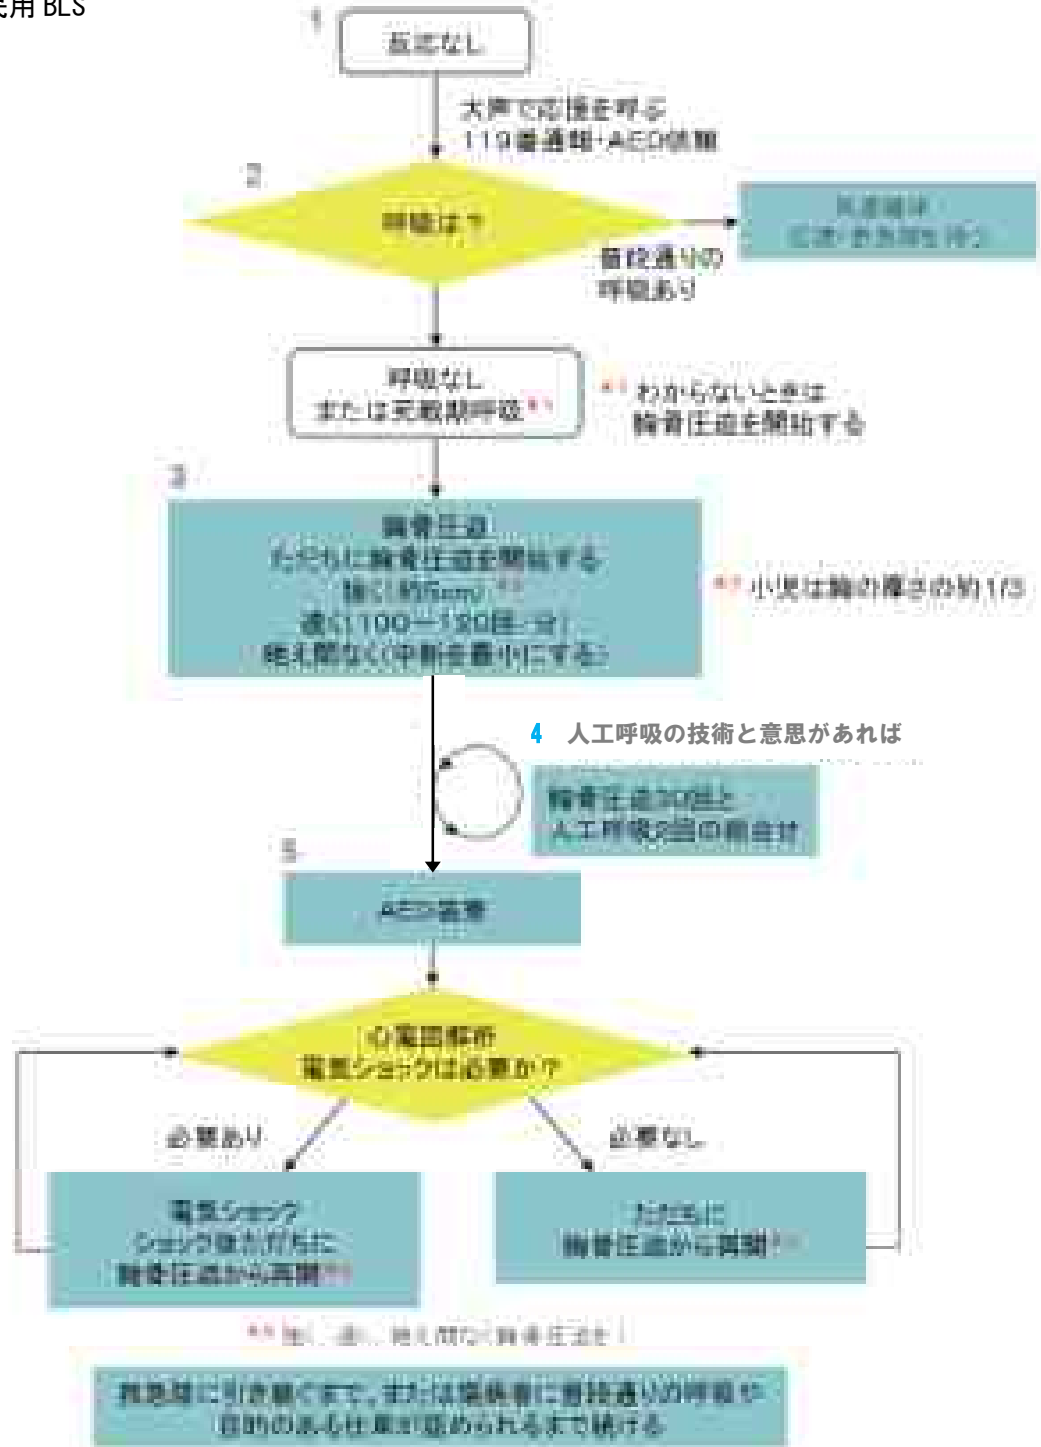 民用 BLS
1
反応なし
大声で応援を呼ぶ
119番通報・AED依頼
2
呼吸は？
普段通りの
呼吸あり
呼吸なし
または死戦期呼吸*1
*1 わからないときは
胸骨圧迫を開始する
3
胸骨圧迫
ただちに胸骨圧迫を開始する
強く(約5cm) *2
速く(100〜120回/分)
絶え間なく(中断を最小にする)
*2 小児は胸の厚さの約1/3
4 人工呼吸の技術と意思があれば
胸骨圧迫30回と
人工呼吸2回の組合せ
5
AED装着
心電図解析
電気ショックは必要か？
必要あり
必要なし
電気ショック
ショック後ただちに
胸骨圧迫から再開*3
ただちに
胸骨圧迫から再開*3
*3 強く、速く、絶え間なく胸骨圧迫を！
救急隊に引き継ぐまで、または傷病者に普段通りの呼吸や
目的のある仕草が認められるまで続ける